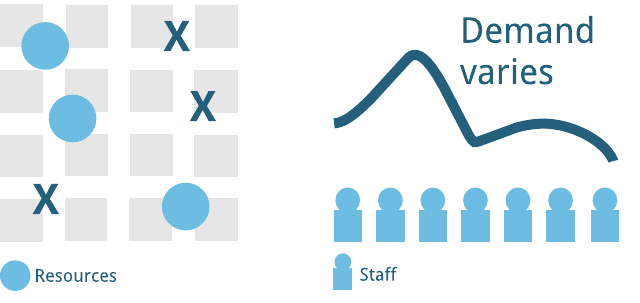 X
X
X
Resources
Demand
varies
Staff